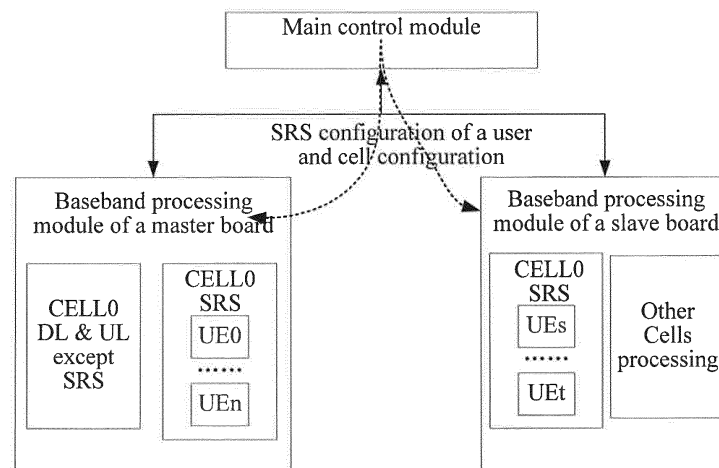 Main control module
SRS configuration of a user
and cell configuration
Baseband processing
module of a master board
CELL0
DL & UL
except
SRS
CELL0
SRS
UE0
······
UEn
Baseband processing
module of a slave board
CELL0
SRS
UEs
······
UEt
Other
Cells
processing